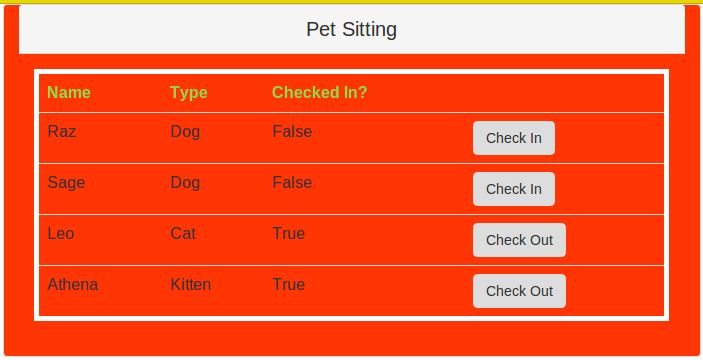 Pet Sitting
Name Type Checked In?
Raz Dog False Check In
Sage Dog False Check In
Leo Cat True Check Out
Athena Kitten True Check Out